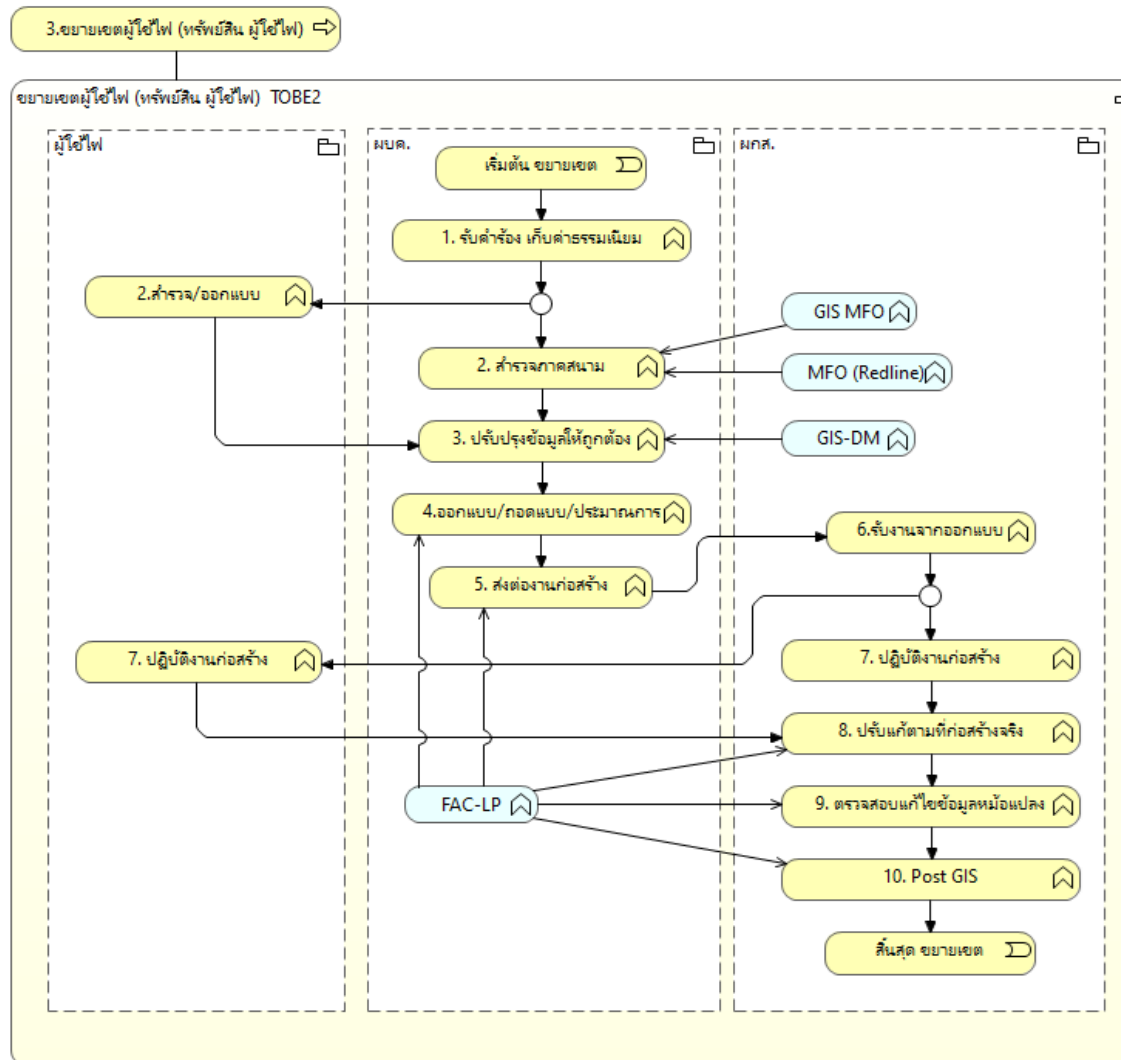 3.ขยายเขตผู้ใช้ไฟ (ทรัพย์สิน ผู้ใช้ไฟ)
ขยายเขตผู้ใช้ไฟ (ทรัพย์สิน ผู้ใช้ไฟ) TOBE2
ผู้ใช้ไฟ
ผบค.
ผกส.
เริ่มต้น ขยายเขต
1. รับคำร้อง เก็บค่าธรรมเนียม
2.สำรวจ/ออกแบบ
GIS MFO
2. สำรวจภาคสนาม
MFO (Redline)
3. ปรับปรุงข้อมูลให้ถูกต้อง
GIS-DM
4.ออกแบบ/ถอดแบบ/ประมาณการ
6.รับงานจากออกแบบ
5. ส่งต่องานก่อสร้าง
7. ปฏิบัติงานก่อสร้าง
7. ปฏิบัติงานก่อสร้าง
8. ปรับแก้ตามที่ก่อสร้างจริง
FAC-LP
9. ตรวจสอบแก้ไขข้อมูลหม้อแปลง
10. Post GIS
สิ้นสุด ขยายเขต